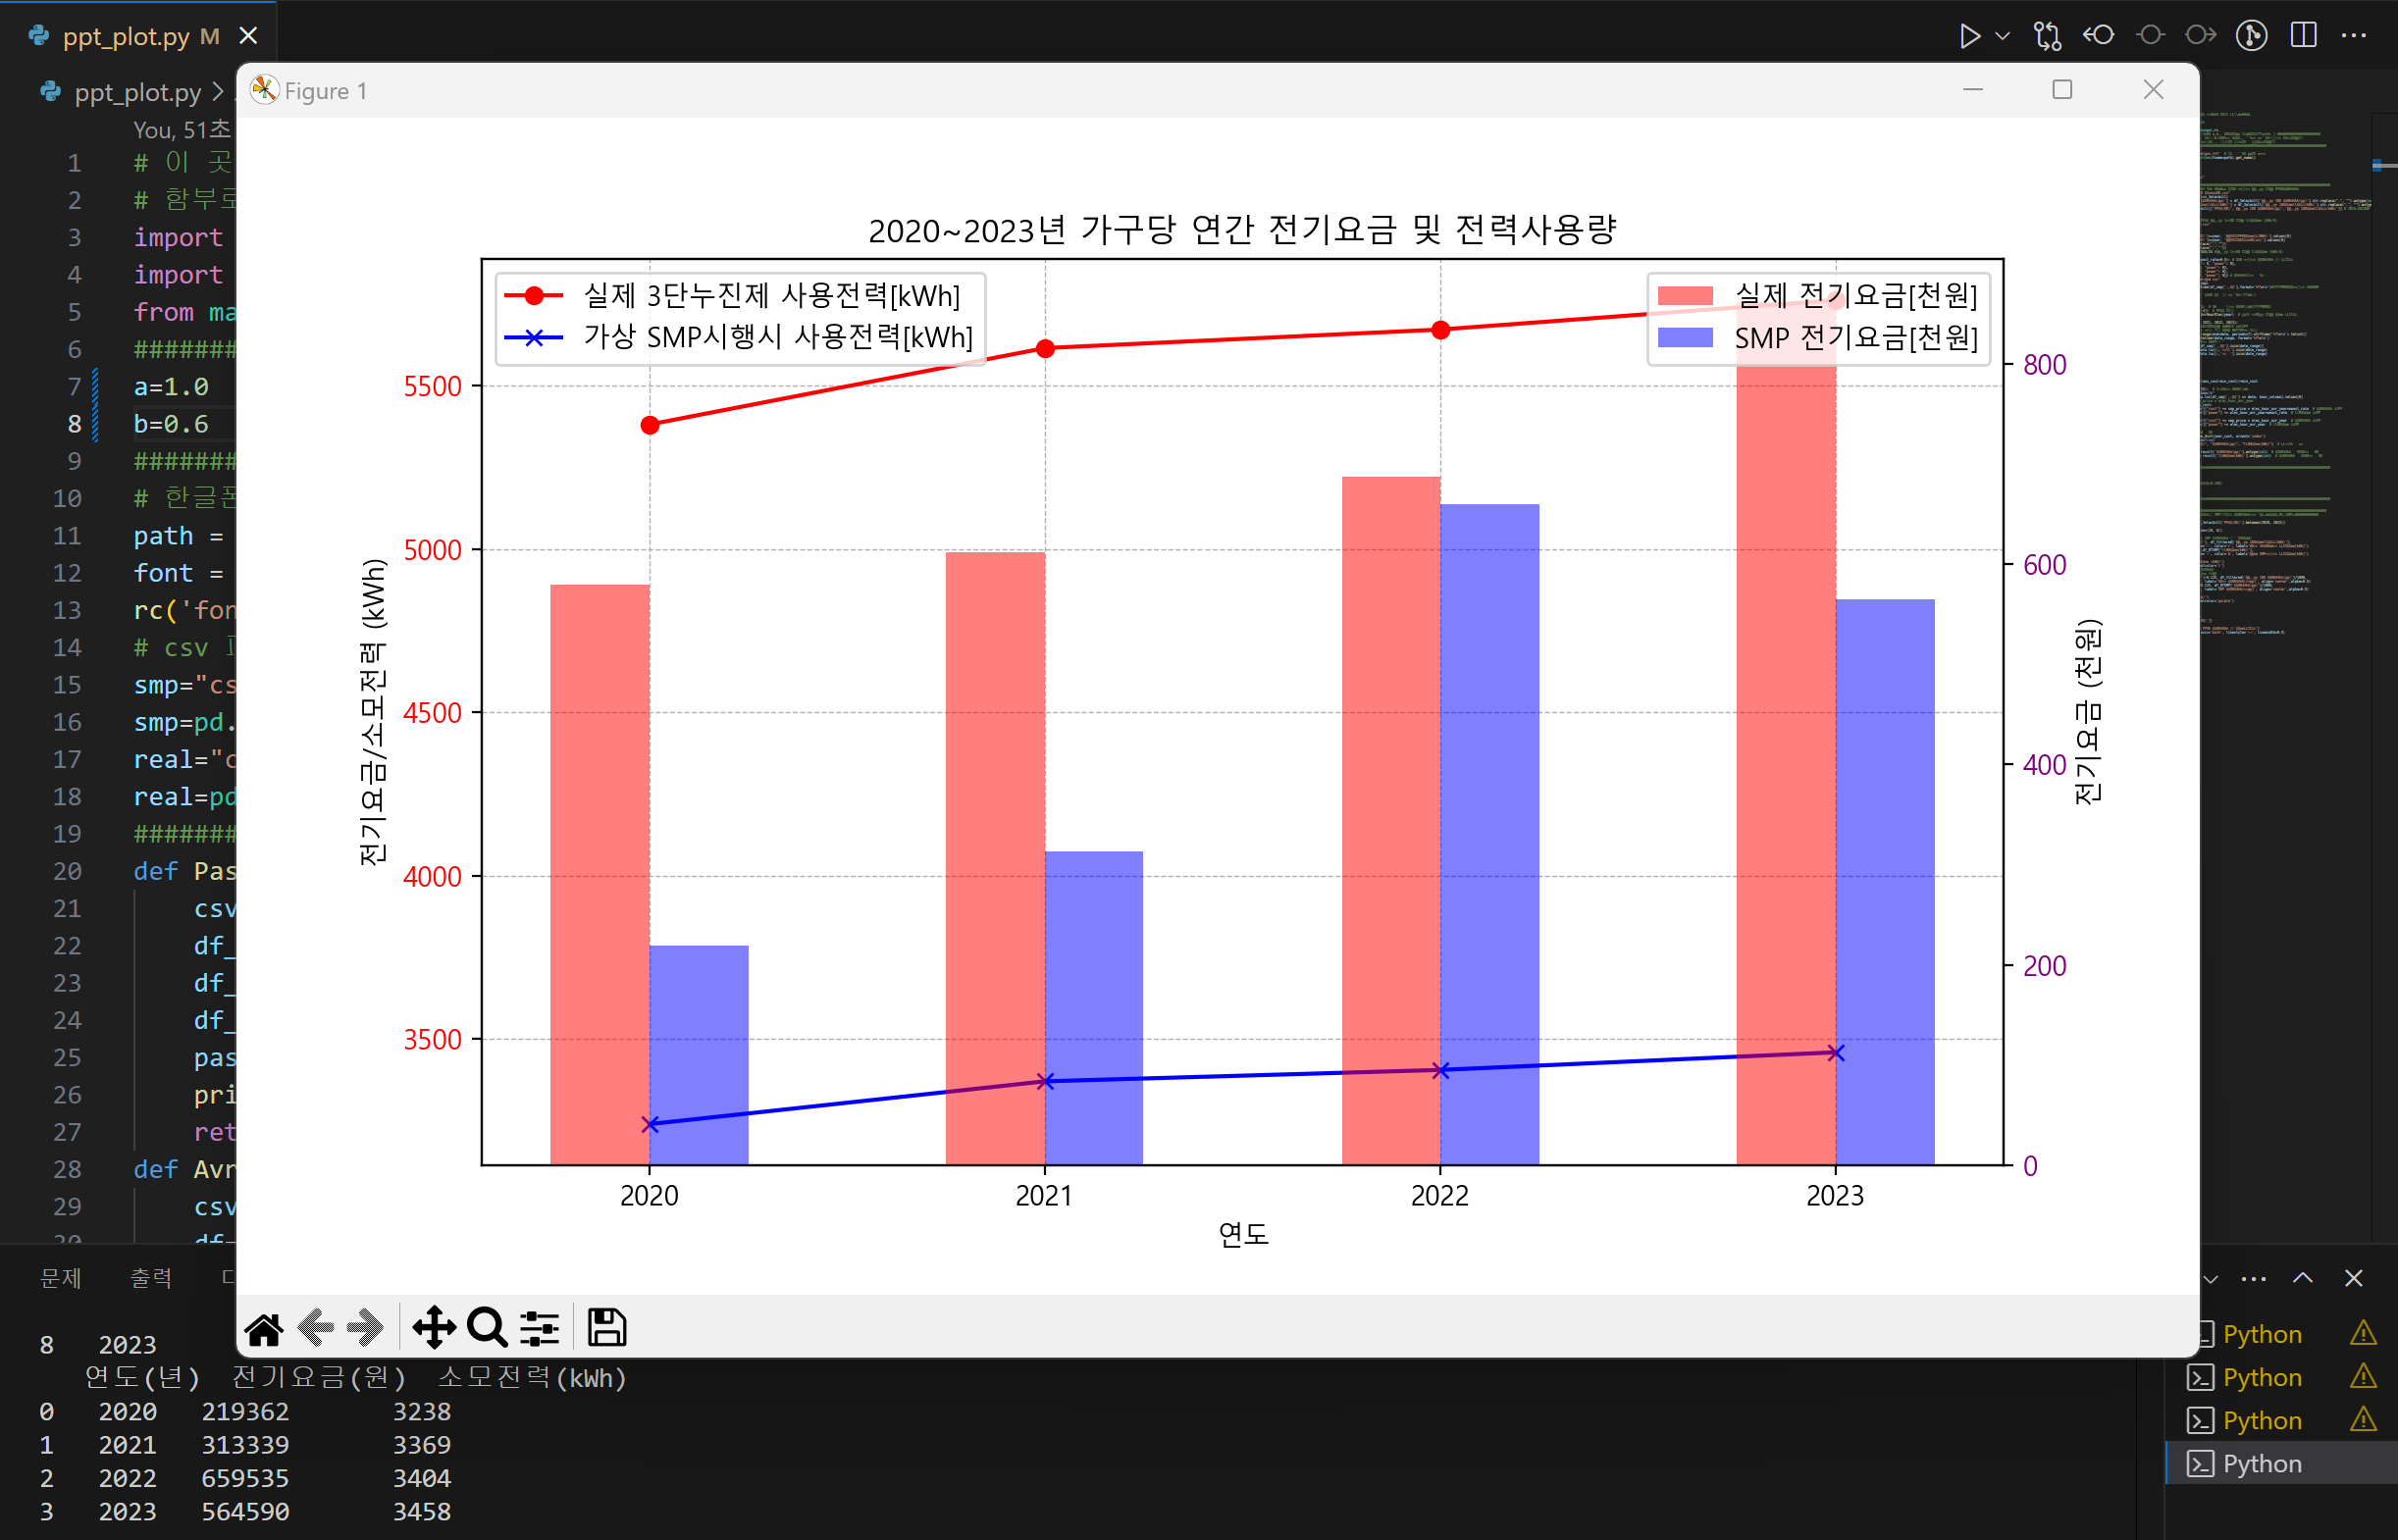 ppt_plot.py M
ppt_plot.py
Figure 1
You, 51초
1 # 이 곳
2 # 함부로
3 import
4 import
5 from ma
6 #######
7 a=1.0
8 b=0.6
9 #######
10 # 한글폰
11 path =
12 font =
13 rc('fon
14 # csv
15 smp="cs
16 smp=pd.
17 real="c
18 real=pd
19 #######
20 def Pas
21 csv
22 df_
23 df_
24 df_
25 pas
26 pri
27 ret
28 def Avr
29 csv
30 df
2020~2023년 가구당 연간 전기요금 및 전력사용량
실제 3단누진제 사용전력[kWh]
가상 SMP시행시 사용전력[kWh]
실제 전기요금[천원]
SMP 전기요금[천원]
전기요금/소모전력 (kWh)
5500
5000
4500
4000
3500
800
600
400
200
0
전기요금 (천원)
2020 2021 2022 2023
연도
문제 출력
8 2023
연도(년) 전기요금(원) 소모전력(kWh)
0 2020 219362 3238
1 2021 313339 3369
2 2022 659535 3404
3 2023 564590 3458
Python
Python
Python
Python